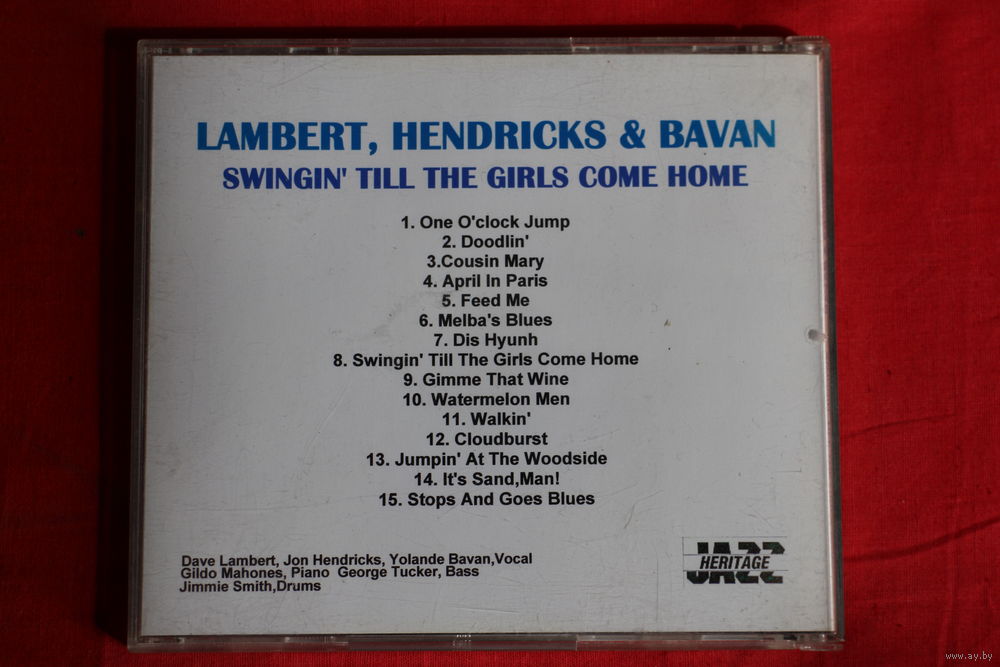 LAMBERT, HENDRICKS & BAVAN
SWINGIN' TILL THE GIRLS COME HOME
1. One O'clock Jump
2. Doodlin'
3.Cousin Mary
4. April In Paris
5. Feed Me
6. Melba's Blues
7. Dis Hyunh
8. Swingin' Till The Girls Come Home
9. Gimme That Wine
10. Watermelon Men
11. Walkin'
12. Cloudburst
13. Jumpin' At The Woodside
14. It's Sand,Man!
15. Stops And Goes Blues
Dave Lambert, Jon Hendricks, Yolande Bavan,Vocal
Gildo Mahones, Piano George Tucker, Bass
Jimmie Smith,Drums
JAZZ
HERITAGE
www.ay.by